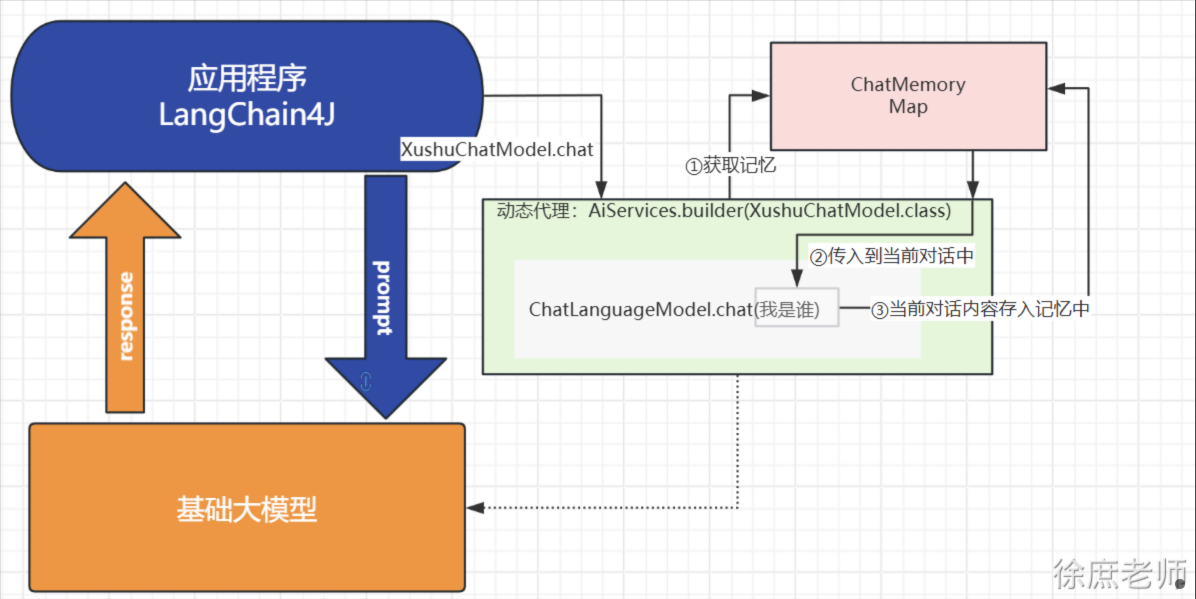 应用程序
LangChain4J
XushuChatModel.chat
ChatMemory
Map
①获取记忆
动态代理：AiServices.builder(XushuChatModel.class)
②传入到当前对话中
ChatLanguageModel.chat(我是谁)
③当前对话内容存入记忆中
response
prompt
基础大模型
徐庶老师